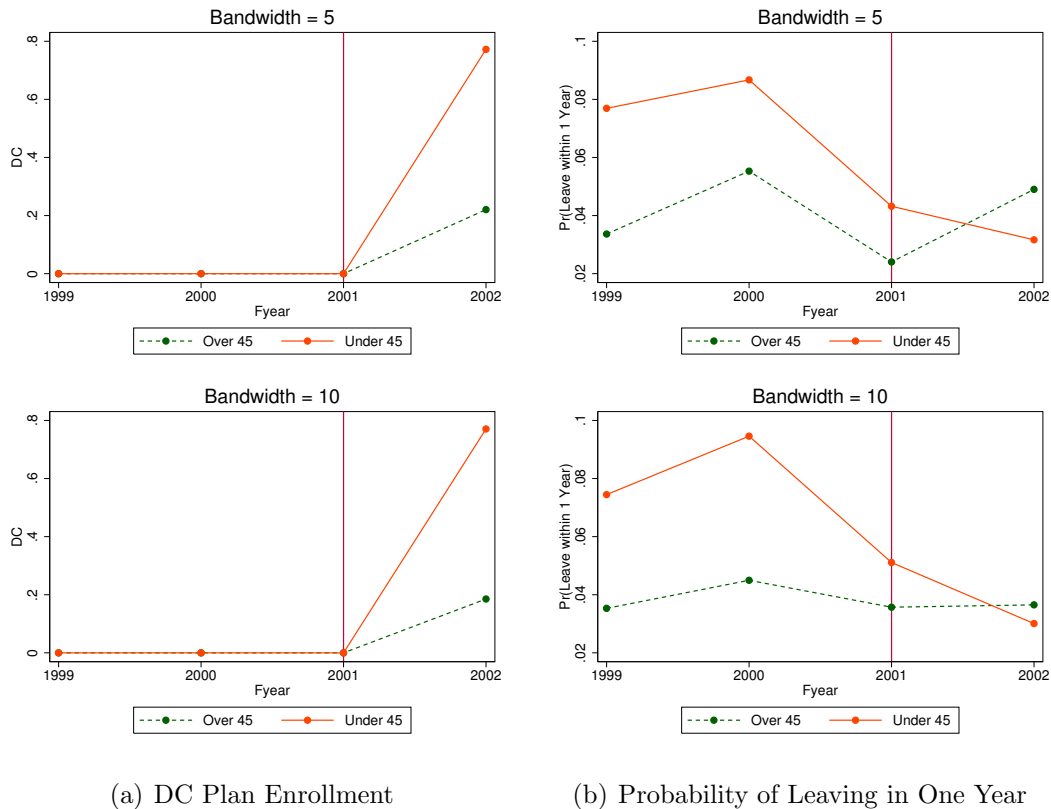 Bandwidth = 5
DC
0 .2 .4 .6 .8
1999 2000 2001 2002
Fyear
Over 45 Under 45
Bandwidth = 5
Pr(Leave within 1 Year)
.02 .04 .06 .08 .1
1999 2000 2001 2002
Fyear
Over 45 Under 45
Bandwidth = 10
DC
0 .2 .4 .6 .8
1999 2000 2001 2002
Fyear
Over 45 Under 45
Bandwidth = 10
Pr(Leave within 1 Year)
.02 .04 .06 .08 .1
1999 2000 2001 2002
Fyear
Over 45 Under 45
(a) DC Plan Enrollment
(b) Probability of Leaving in One Year